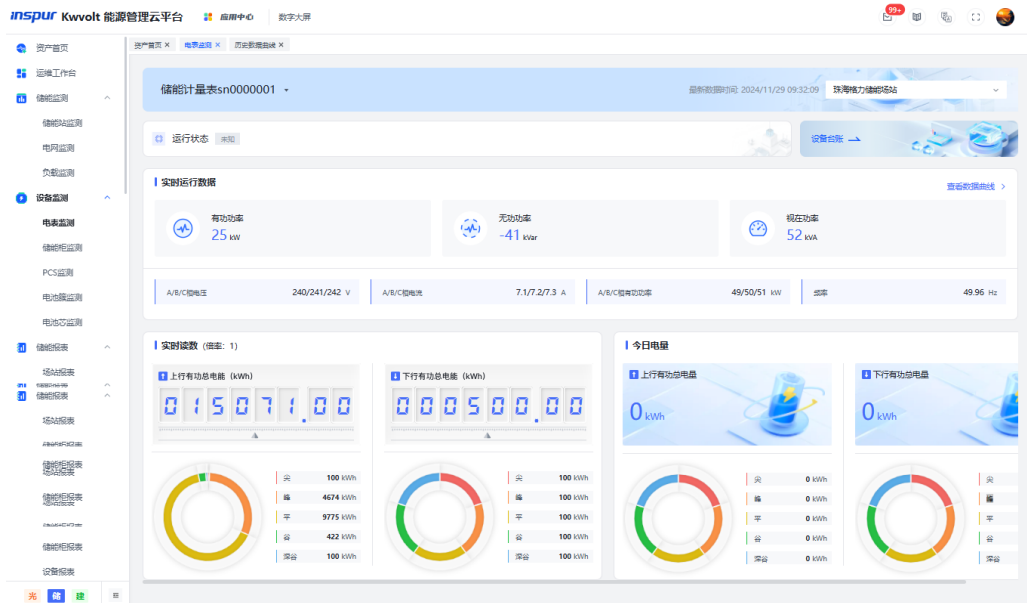 inspur Kwvolt 能源管理云平台 应用中心 数字大屏 99+
资产首页
运维工作台
储能监测
储能站监测
电网监测
负载监测
设备监测
电表监测
储能柜监测
PCS监测
电池簇监测
电池芯监测
储能报表
场站报表
储能报表
场站报表
储能柜报表
场站报表
储能柜报表
储能柜报表
设备报表
光 储 建
资产首页 × 电表监测 × 历史数据曲线 ×
储能计量表sn0000001 最新数据时间: 2024/11/29 09:32:09 珠海格力储能场站
运行状态 未知 设备台账
实时运行数据 查看数据曲线
有功功率 25 kW
无功功率 -41 kVar
视在功率 52 kVA
A/B/C相电压 240/241/242 V
A/B/C相电流 7.1/7.2/7.3 A
A/B/C相有功功率 49/50/51 kW
频率 49.96 Hz
实时读数 (倍率: 1)
上行有功总电能 (kWh)
015071.00
尖 100 kWh
峰 4674 kWh
平 9775 kWh
谷 422 kWh
深谷 100 kWh
下行有功总电能 (kWh)
000500.00
尖 100 kWh
峰 100 kWh
平 100 kWh
谷 100 kWh
深谷 100 kWh
今日电量
上行有功总电量
0 kWh
尖 0 kWh
峰 0 kWh
平 0 kWh
谷 0 kWh
深谷 0 kWh
下行有功总电量
0 kWh
尖
峰
平
谷
深谷